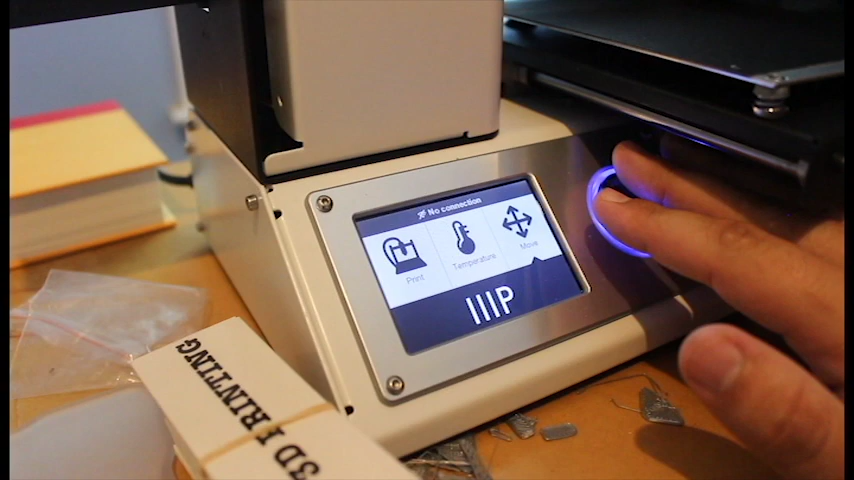 No connection
Print
Temperature
Move
IIIP
3D PRINTING